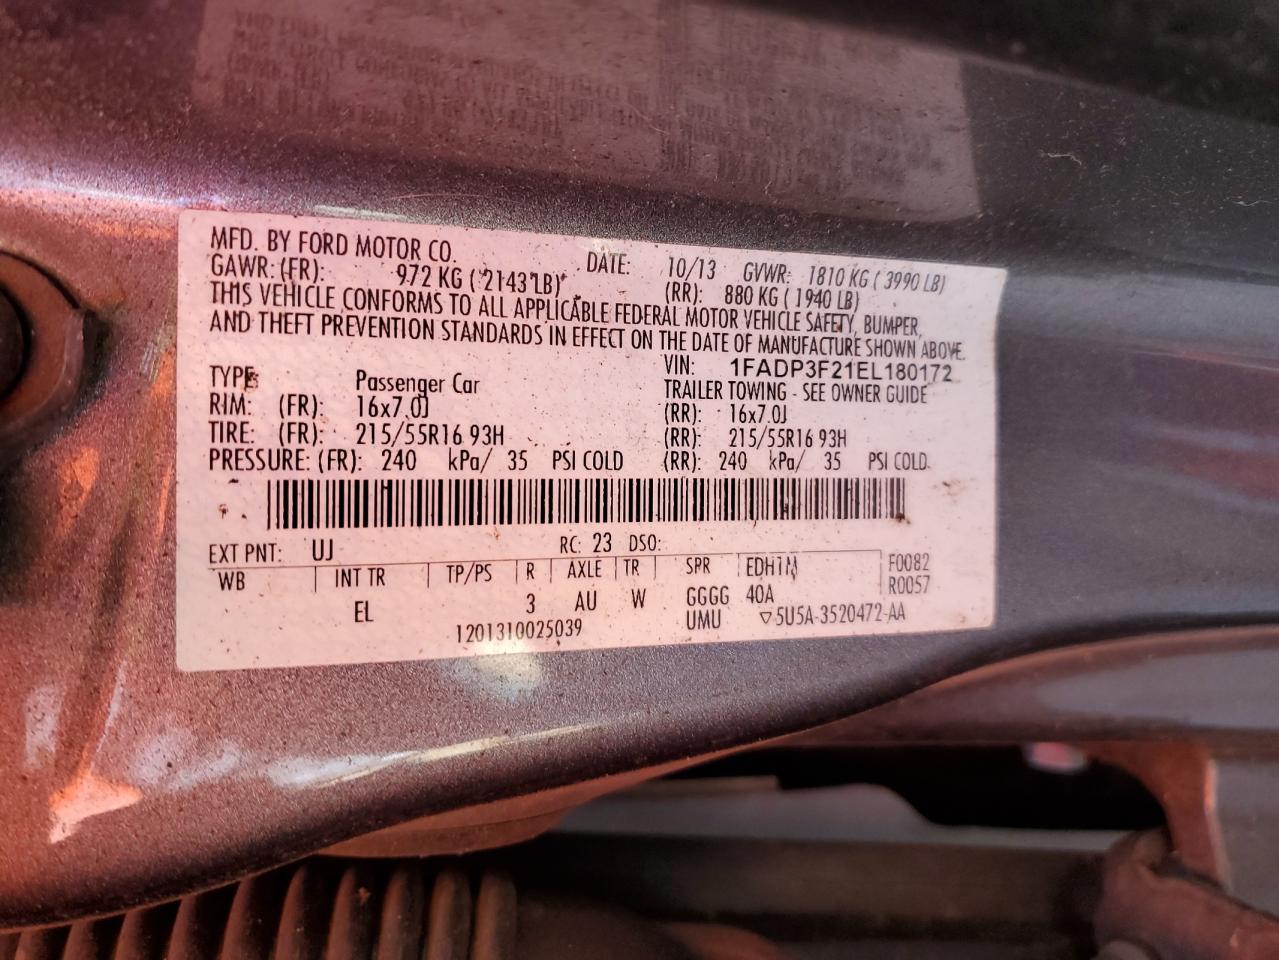 MFD. BY FORD MOTOR CO.
DATE: 10/13 GVWR: 1810 KG ( 3990 LB)
GAWR: (FR): 972 KG ( 2143 LB) (RR): 880 KG ( 1940 LB)
THIS VEHICLE CONFORMS TO ALL APPLICABLE FEDERAL MOTOR VEHICLE SAFETY, BUMPER,
AND THEFT PREVENTION STANDARDS IN EFFECT ON THE DATE OF MANUFACTURE SHOWN ABOVE.
VIN: 1FADP3F21EL180172
TYPE: Passenger Car TRAILER TOWING - SEE OWNER GUIDE
RIM: (FR): 16x7.0J (RR): 16x7.0J
TIRE: (FR): 215/55R16 93H (RR): 215/55R16 93H
PRESSURE: (FR): 240 kPa/ 35 PSI COLD (RR): 240 kPa/ 35 PSI COLD
EXT PNT: UJ RC: 23 DSO:
WB INT TR TP/PS R AXLE TR SPR EDH1M F0082
EL 3 AU W GGGG 40A R0057
1201310025039 UMU ▽5U5A-3520472-AA